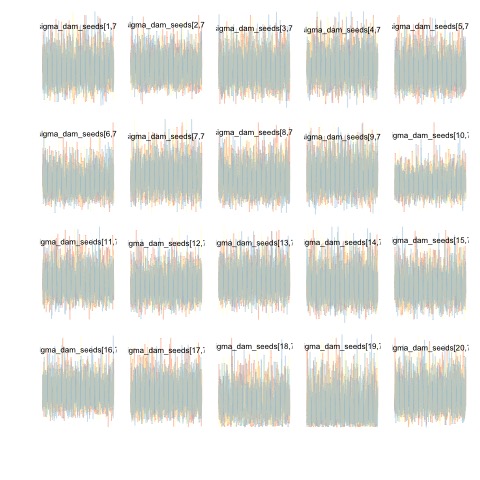 igma_dam_seeds[1,7
igma_dam_seeds[2,7
igma_dam_seeds[3,7
igma_dam_seeds[4,7
igma_dam_seeds[5,7
igma_dam_seeds[6,7
igma_dam_seeds[7,7
igma_dam_seeds[8,7
igma_dam_seeds[9,7
gma_dam_seeds[10,7
gma_dam_seeds[11,7
gma_dam_seeds[12,7
gma_dam_seeds[13,7
gma_dam_seeds[14,7
gma_dam_seeds[15,7
gma_dam_seeds[16,7
gma_dam_seeds[17,7
gma_dam_seeds[18,7
gma_dam_seeds[19,7
gma_dam_seeds[20,7